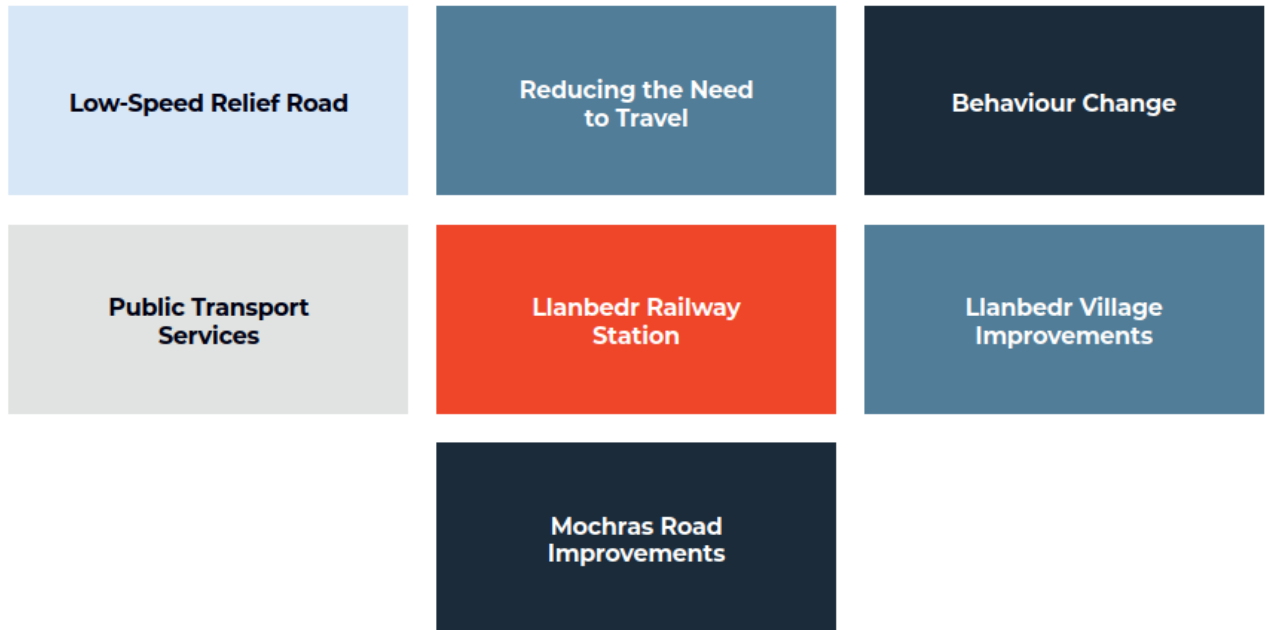 Low-Speed Relief Road
Reducing the Need
to Travel
Behaviour Change
Public Transport
Services
Llanbedr Railway
Station
Llanbedr Village
Improvements
Mochras Road
Improvements